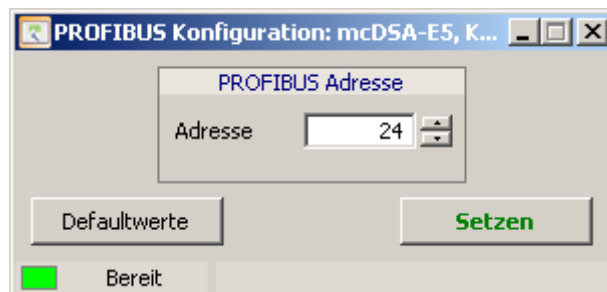 PROFIBUS Konfiguration: mcDSA-E5, K...
PROFIBUS Adresse
Adresse 24
Defaultwerte Setzen
Bereit